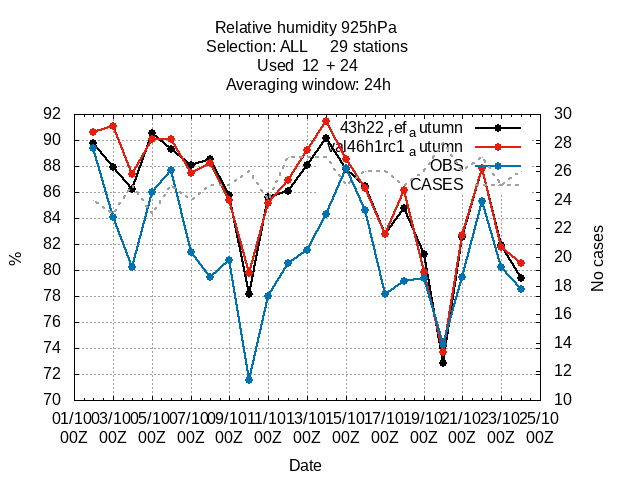 Relative humidity 925hPa
Selection: ALL 29 stations
Used 12 + 24
Averaging window: 24h
92 30
90 28
88 26
86 24
84 22
82 20
80 18
78 16
76 14
74 12
72 10
70
%
No cases
43h22 ref a utumn
val46h1rc1 a utumn
OBS
CASES
01/10 03/10 05/10 07/10 09/10 11/10 13/10 15/10 17/10 19/10 21/10 23/10 25/10
00Z 00Z 00Z 00Z 00Z 00Z 00Z 00Z 00Z 00Z 00Z 00Z 00Z
Date